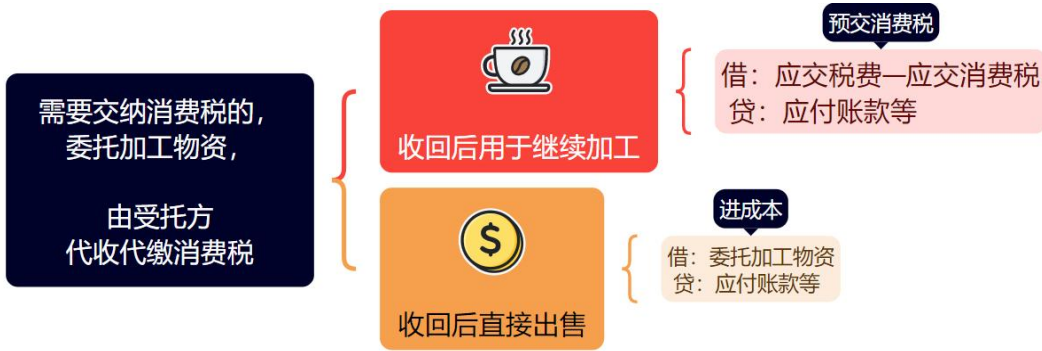 需要交纳消费税的，
委托加工物资，
由受托方
代收代缴消费税
收回后用于继续加工
预交消费税
借：应交税费—应交消费税
贷：应付账款等
$
收回后直接出售
进成本
借：委托加工物资
贷：应付账款等